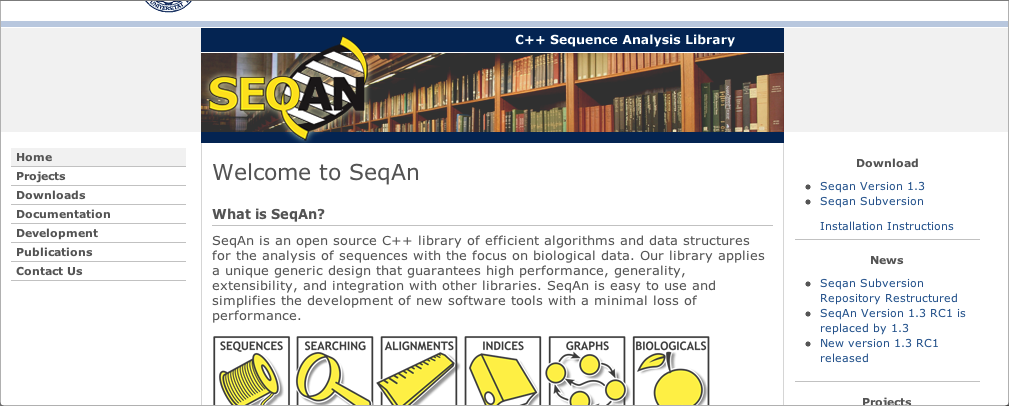 C++ Sequence Analysis Library
SEQAN
Home
Projects
Downloads
Documentation
Development
Publications
Contact Us
Welcome to SeqAn
What is SeqAn?
SeqAn is an open source C++ library of efficient algorithms and data structures
for the analysis of sequences with the focus on biological data. Our library applies
a unique generic design that guarantees high performance, generality,
extensibility, and integration with other libraries. SeqAn is easy to use and
simplifies the development of new software tools with a minimal loss of
performance.
SEQUENCES
SEARCHING
ALIGNMENTS
INDICES
GRAPHS
BIOLOGICALS
Download
Seqan Version 1.3
Seqan Subversion
Installation Instructions
News
Seqan Subversion
Repository Restructured
SeqAn Version 1.3 RC1 is
replaced by 1.3
New version 1.3 RC1
released
Projects